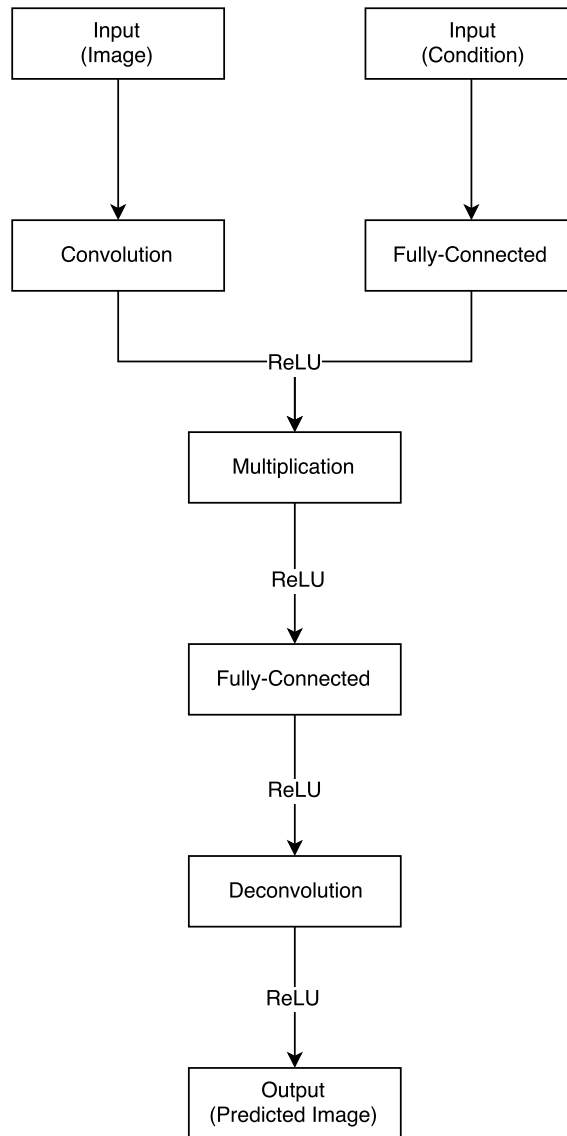 Input
(Image)
Input
(Condition)
Convolution
Fully-Connected
ReLU
Multiplication
ReLU
Fully-Connected
ReLU
Deconvolution
ReLU
Output
(Predicted Image)